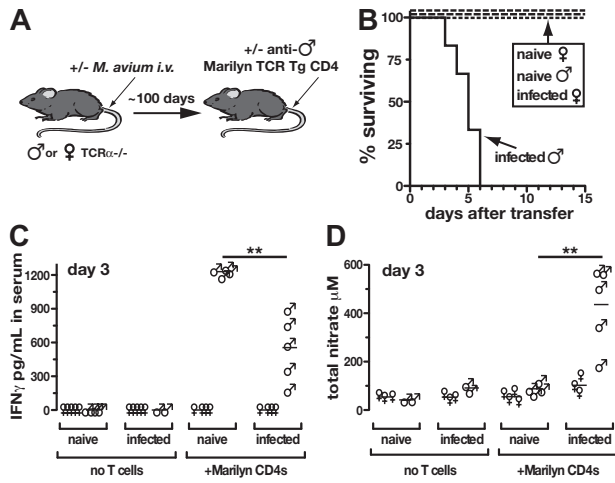 A
+/- M. avium i.v.
~100 days
+/- anti-♂
Marilyn TCR Tg CD4
♂ or ♀ TCRα-/-
B
% surviving
100
75
50
25
0
0 5 10 15
days after transfer
naive ♀
naive ♂
infected ♀
infected ♂
C
day 3
**
IFNγ pg/mL in serum
1200
900
600
300
0
naive infected naive infected
no T cells +Marilyn CD4s
D
day 3
**
total nitrate μM
600
400
200
0
naive infected naive infected
no T cells +Marilyn CD4s